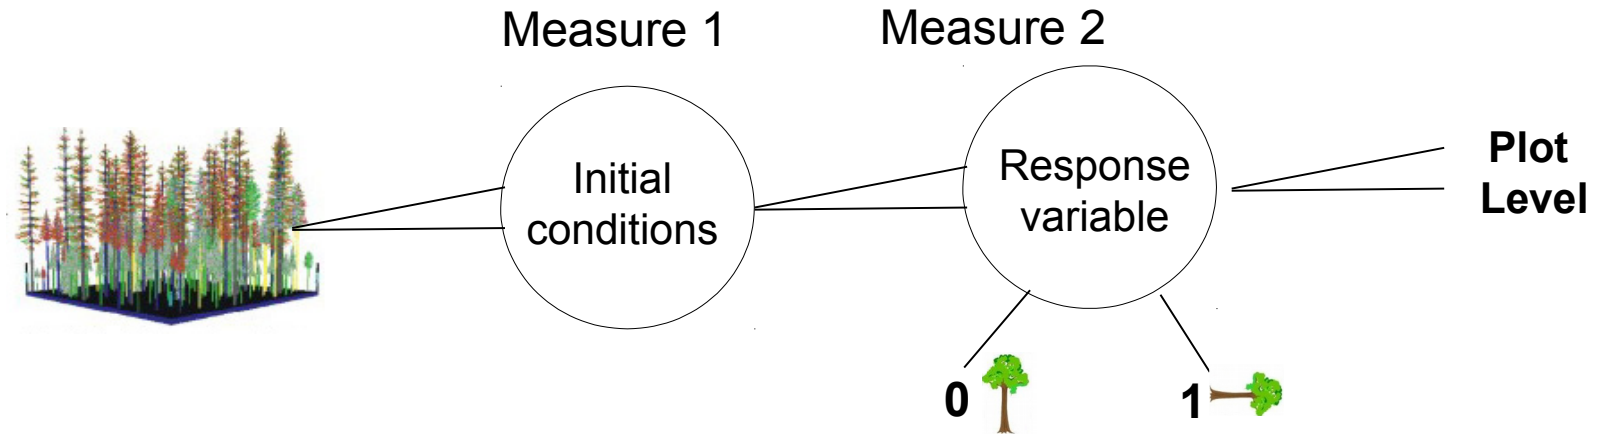 Measure 1
Measure 2
Initial
conditions
Response
variable
Plot
Level
0
1